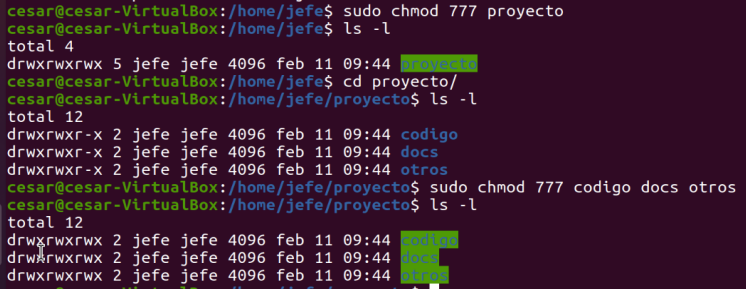 cesar@cesar-VirtualBox:/home/jefe$ sudo chmod 777 proyecto
cesar@cesar-VirtualBox:/home/jefe$ ls -l
total 4
drwxrwxrwx 5 jefe jefe 4096 feb 11 09:44 proyecto
cesar@cesar-VirtualBox:/home/jefe$ cd proyecto/
cesar@cesar-VirtualBox:/home/jefe/proyecto$ ls -l
total 12
drwxrwxr-x 2 jefe jefe 4096 feb 11 09:44 codigo
drwxrwxr-x 2 jefe jefe 4096 feb 11 09:44 docs
drwxrwxr-x 2 jefe jefe 4096 feb 11 09:44 otros
cesar@cesar-VirtualBox:/home/jefe/proyecto$ sudo chmod 777 codigo docs otros
cesar@cesar-VirtualBox:/home/jefe/proyecto$ ls -l
total 12
drwxrwxrwx 2 jefe jefe 4096 feb 11 09:44 codigo
drwxrwxrwx 2 jefe jefe 4096 feb 11 09:44 docs
drwxrwxrwx 2 jefe jefe 4096 feb 11 09:44 otros